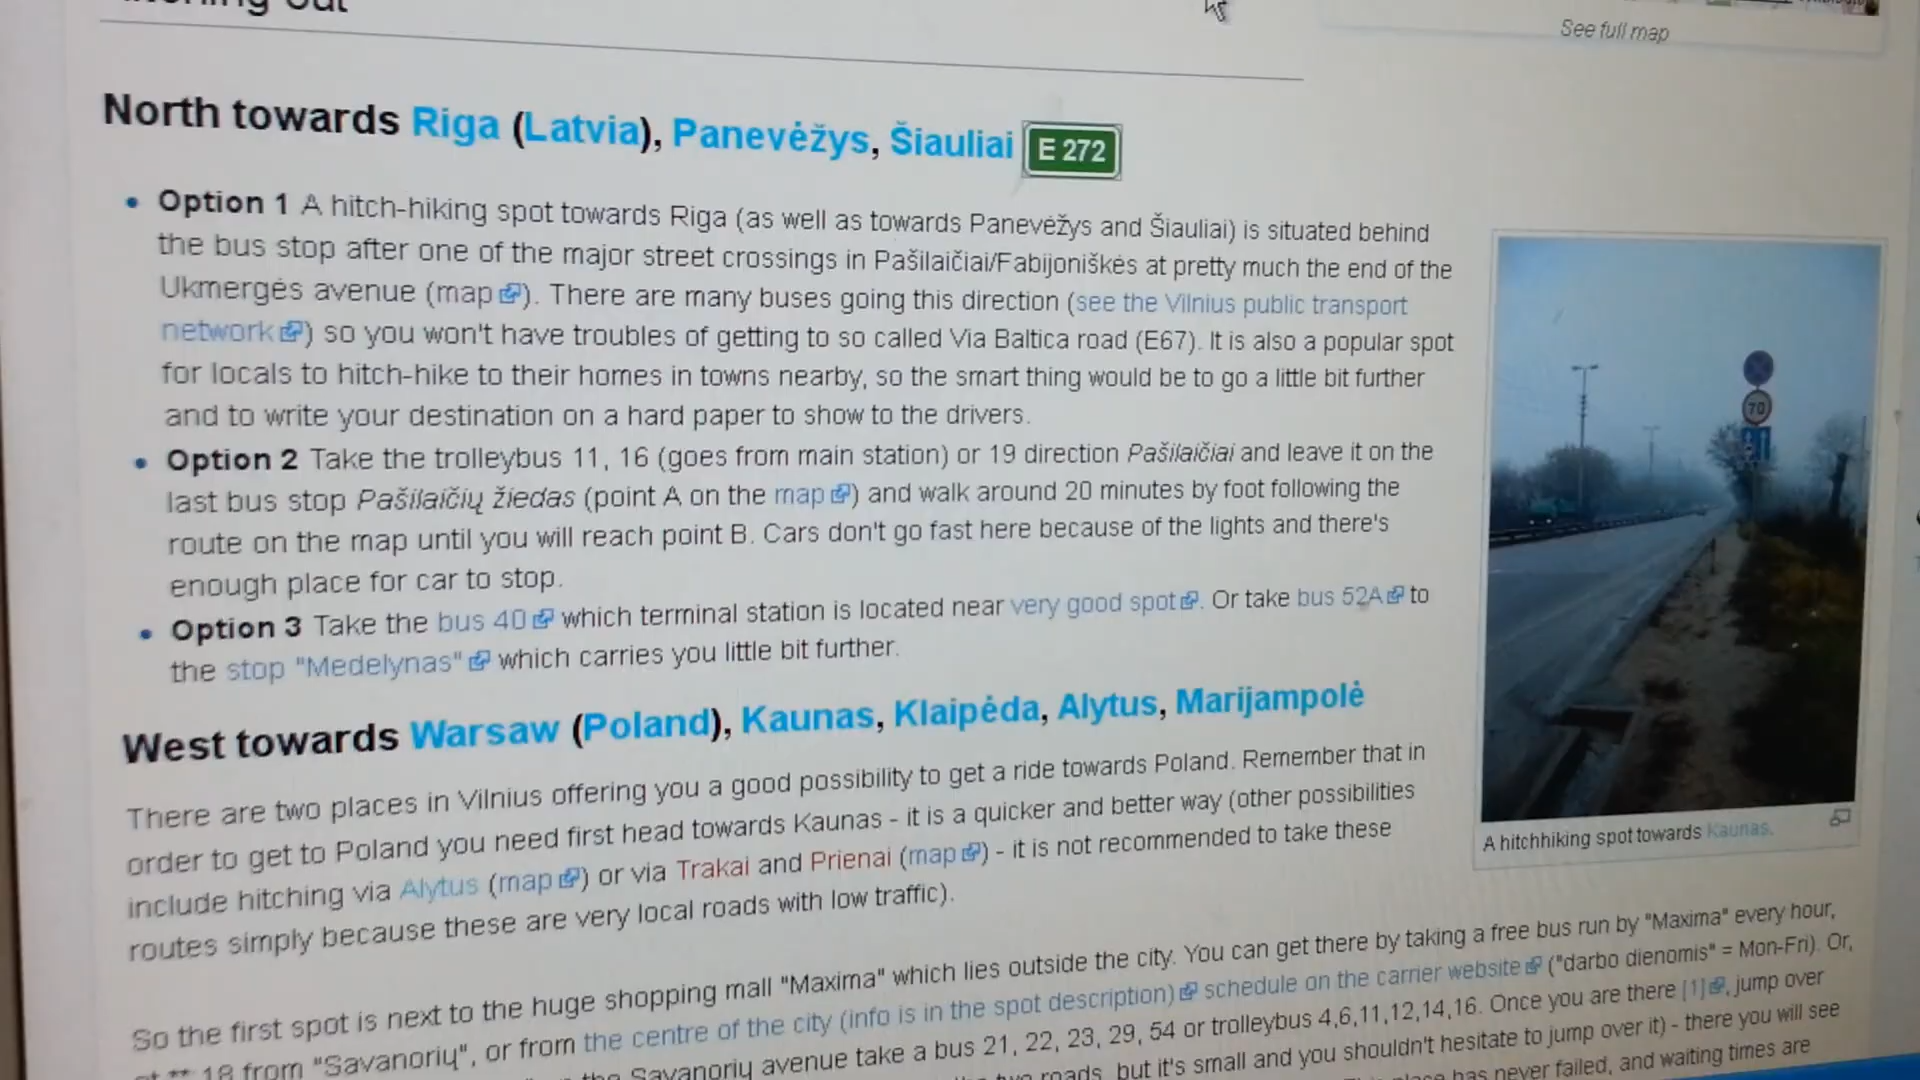 See full map
North towards Riga (Latvia), Panevėžys, Šiauliai E 272
• Option 1 A hitch-hiking spot towards Riga (as well as towards Panevėžys and Šiauliai) is situated behind
the bus stop after one of the major street crossings in Pašilaičiai/Fabijoniškės at pretty much the end of the
Ukmergės avenue (map). There are many buses going this direction (see the Vilnius public transport
network) so you won't have troubles of getting to so called Via Baltica road (E67). It is also a popular spot
for locals to hitch-hike to their homes in towns nearby, so the smart thing would be to go a little bit further
and to write your destination on a hard paper to show to the drivers.
• Option 2 Take the trolleybus 11, 16 (goes from main station) or 19 direction Pašilaičiai and leave it on the
last bus stop Pašilaičių žiedas (point A on the map) and walk around 20 minutes by foot following the
route on the map until you will reach point B. Cars don't go fast here because of the lights and there's
enough place for car to stop.
• Option 3 Take the bus 40 which terminal station is located near very good spot. Or take bus 52A to
the stop "Medelynas" which carries you little bit further.
70
A hitchhiking spot towards Kaunas.
West towards Warsaw (Poland), Kaunas, Klaipėda, Alytus, Marijampolė
There are two places in Vilnius offering you a good possibility to get a ride towards Poland. Remember that in
order to get to Poland you need first head towards Kaunas - it is a quicker and better way (other possibilities
include hitching via Alytus (map) or via Trakai and Prienai (map) - it is not recommended to take these
routes simply because these are very local roads with low traffic).
So the first spot is next to the huge shopping mall "Maxima" which lies outside the city. You can get there by taking a free bus run by "Maxima" every hour,
18 from "Savanorių", or from the centre of the city (info is in the spot description) schedule on the carrier website ("darbo dienomis" = Mon-Fri). Or,
the Savanorių avenue take a bus 21, 22, 23, 29, 54 or trolleybus 4,6,11,12,14,16. Once you are there [1], jump over
two roads, but it's small and you shouldn't hesitate to jump over it) - there you will see
place has never failed, and waiting times are